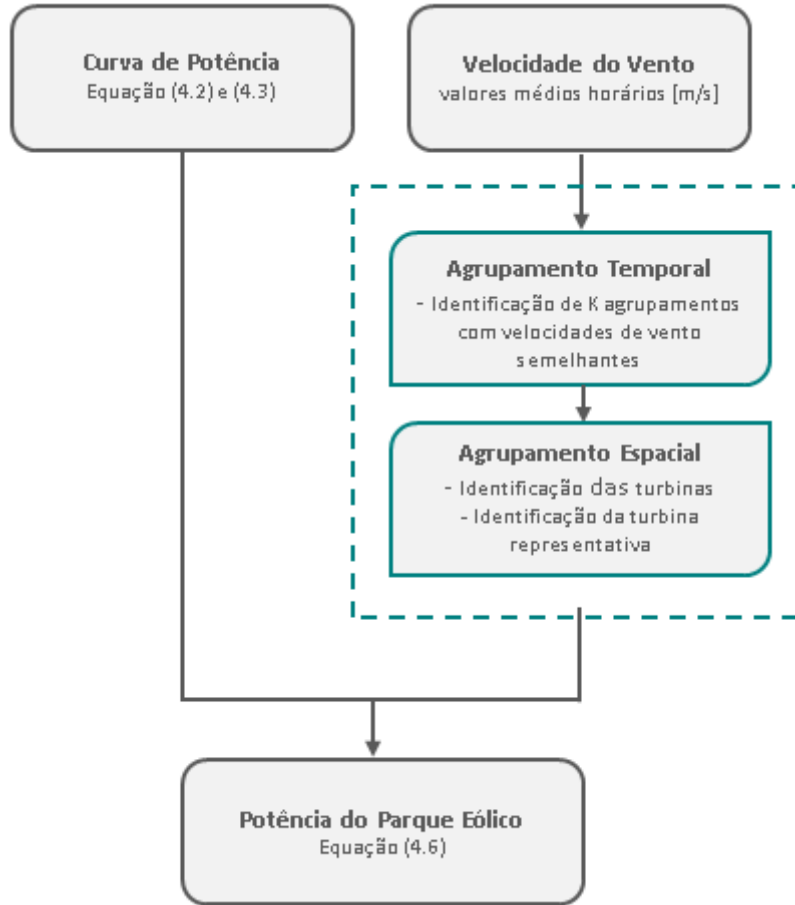 Curva de Potência
Equação (4.2) e (4.3)
Velocidade do Vento
valores médios horários [m/s]
Agrupamento Temporal
- Identificação de K agrupamentos
com velocidades de vento
semelhantes
Agrupamento Espacial
- Identificação das turbinas
- Identificação da turbina
representativa
Potência do Parque Eólico
Equação (4.6)